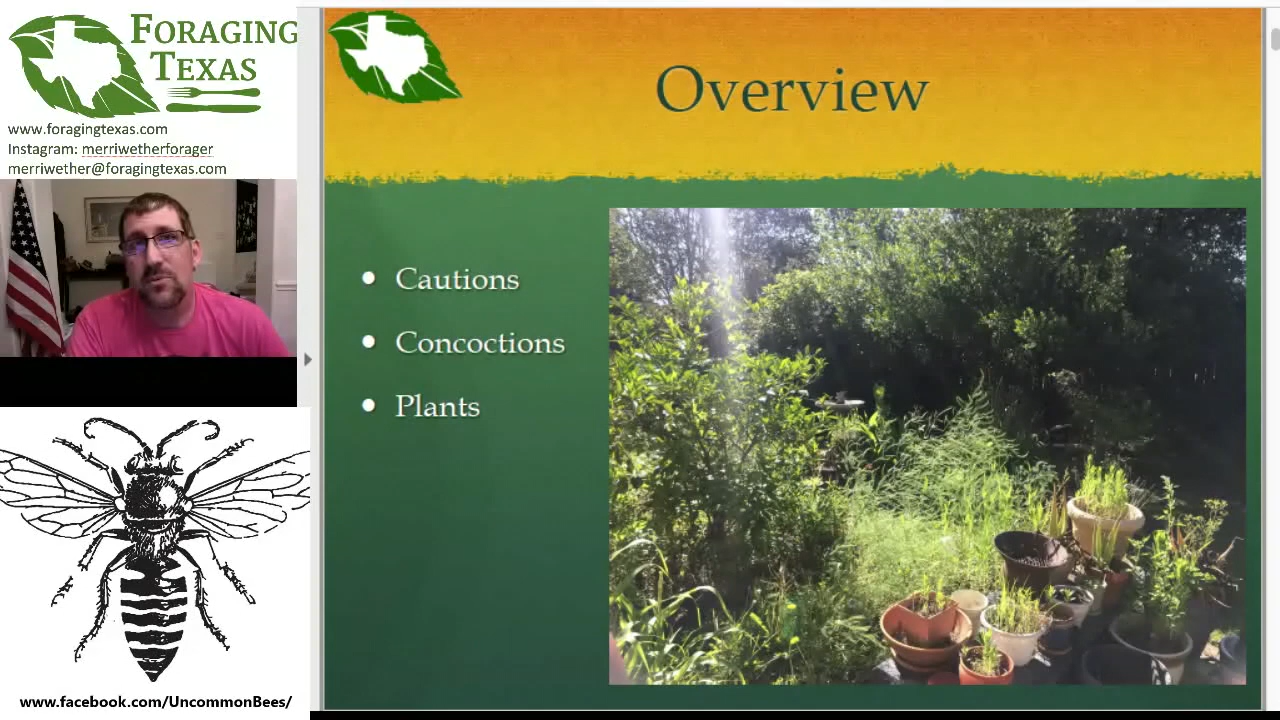 FORAGING
TEXAS
www.foragingtexas.com
Instagram: merriwetherforager
merriwether@foragingtexas.com
www.facebook.com/UncommonBees/
Overview
Cautions
Concoctions
Plants